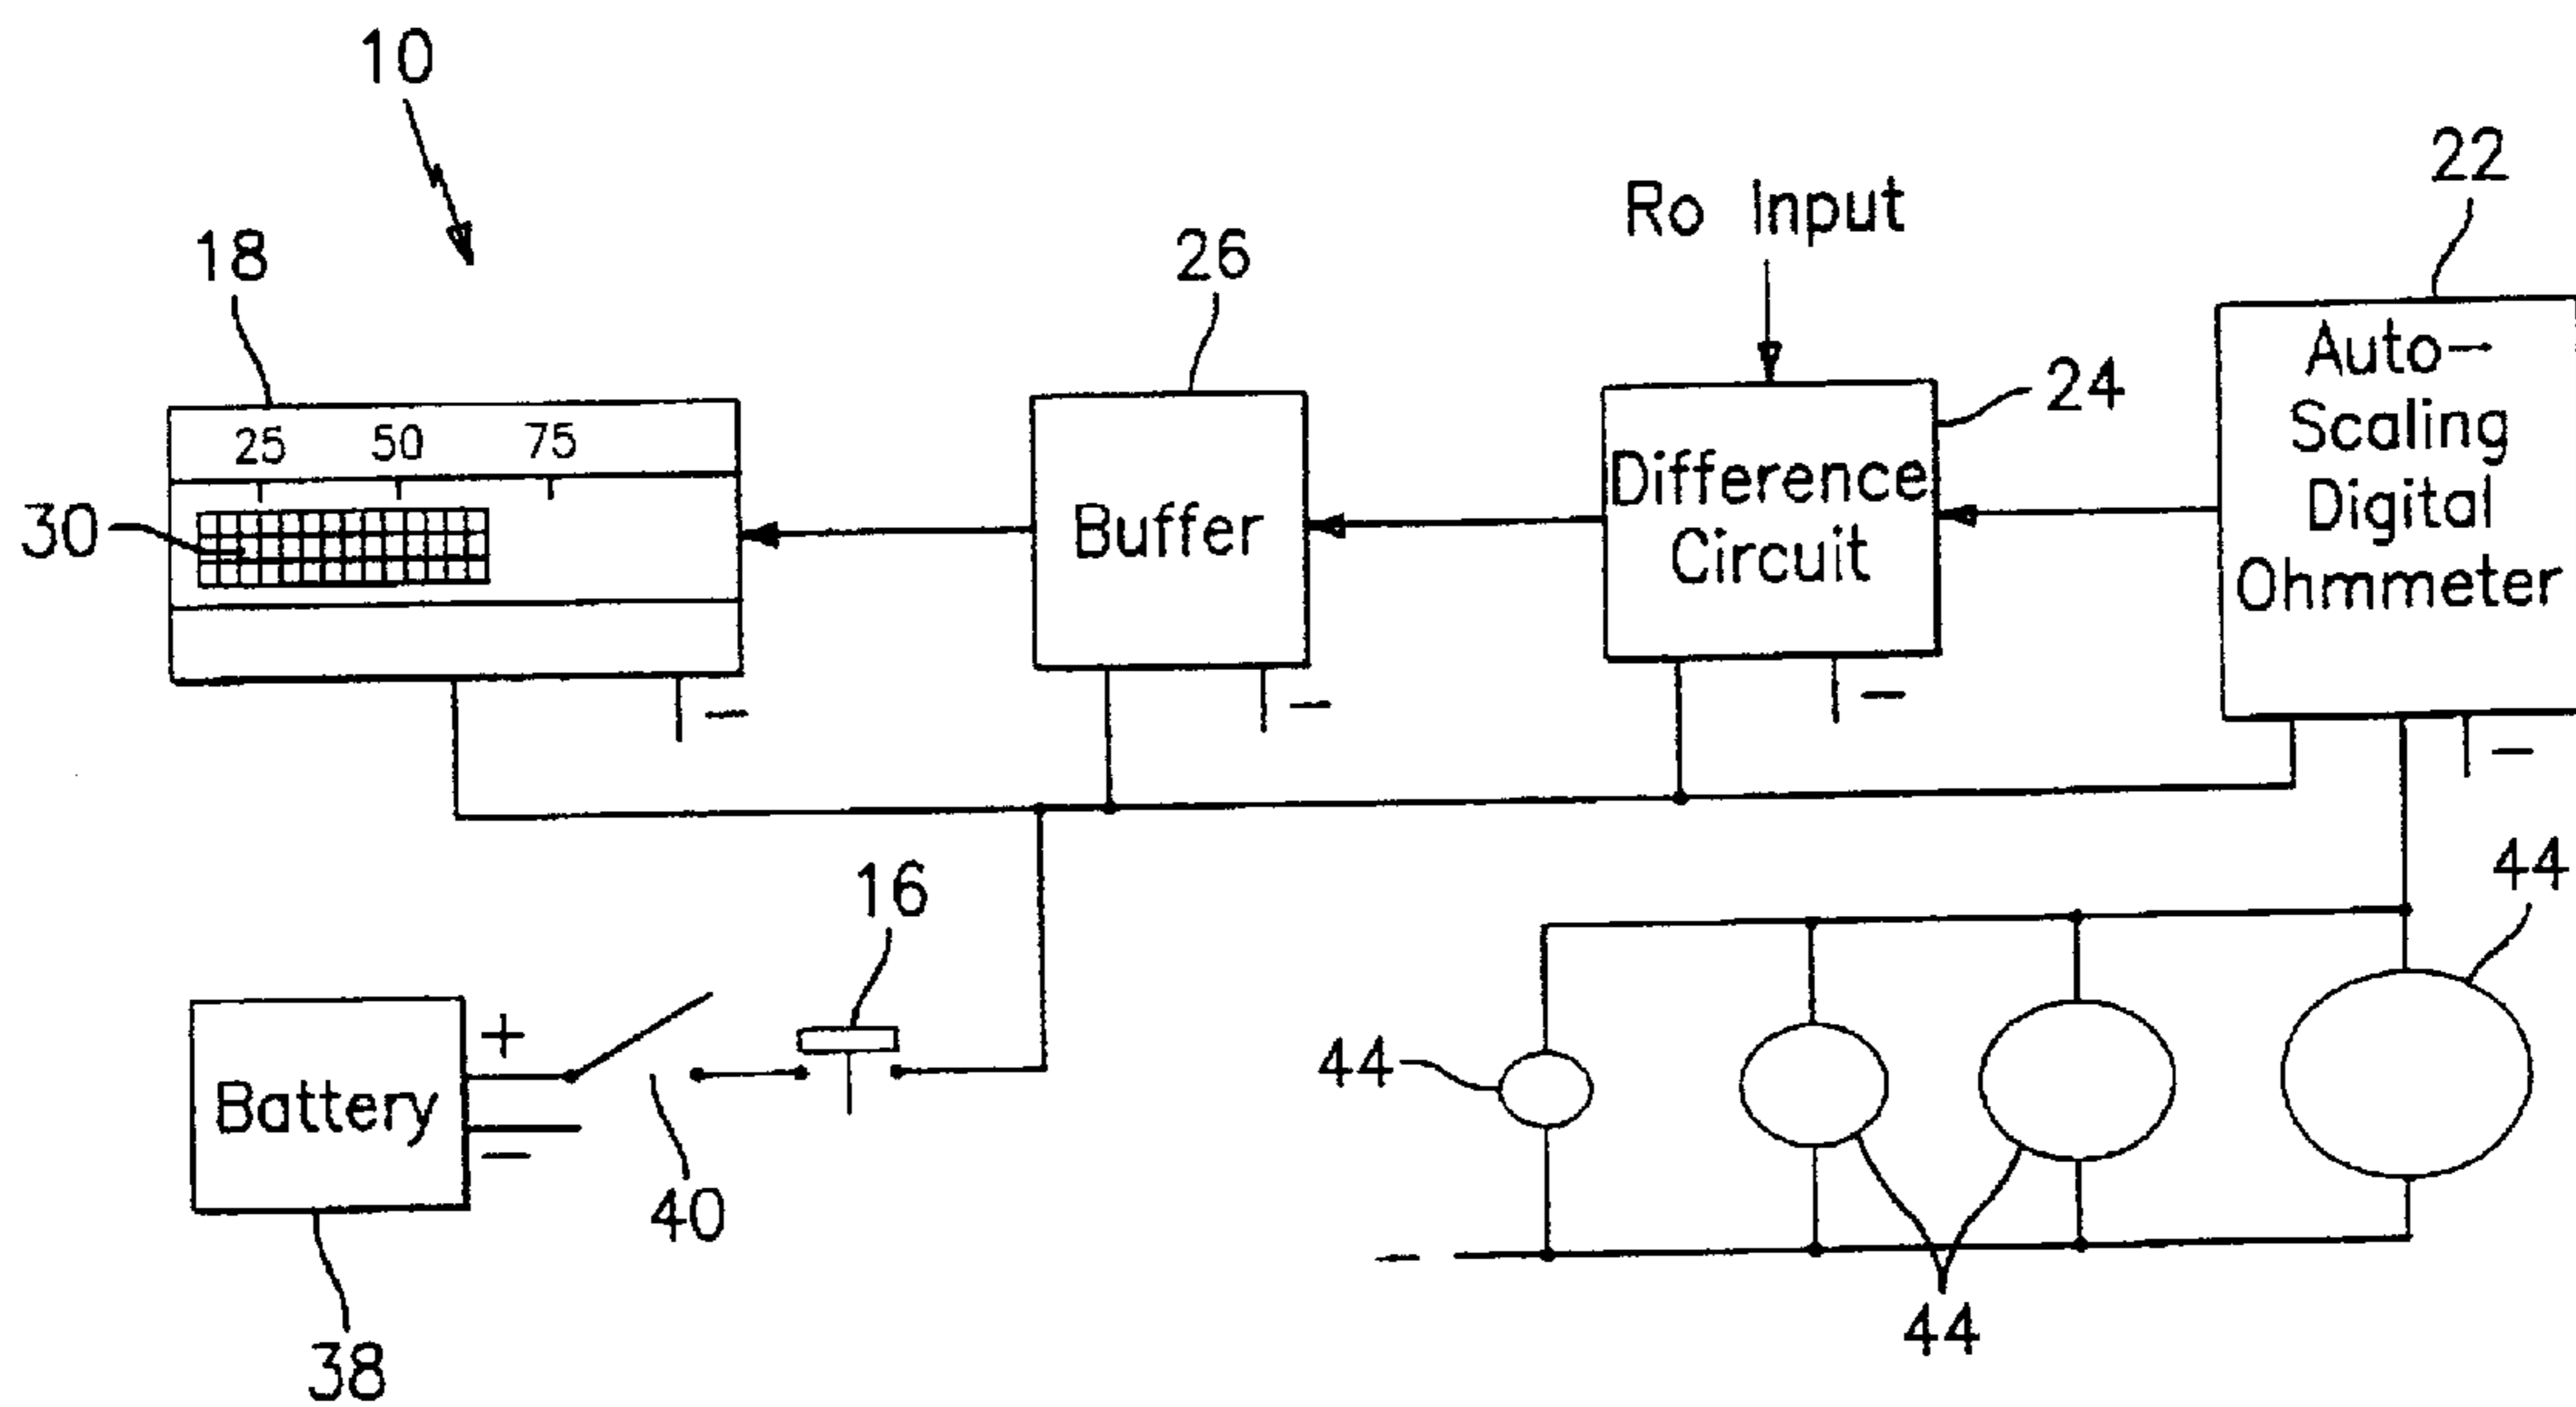 10
22
Ro Input
18
26
Auto-
Scaling
Digital
Ohmmeter
24
25 50 75
Difference
Circuit
Buffer
30
-
-
-
-
16
44
+
Battery
-
44
40
-
44
38